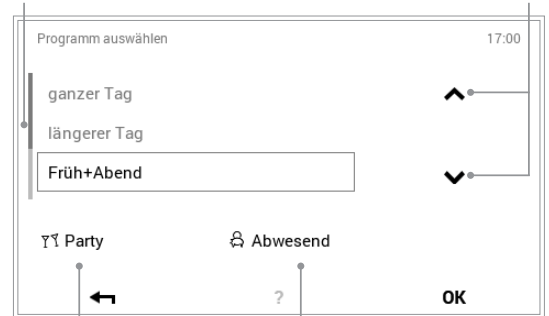 Programm auswählen 17:00
ganzer Tag
längerer Tag
Früh+Abend
Party Abwesend
? OK